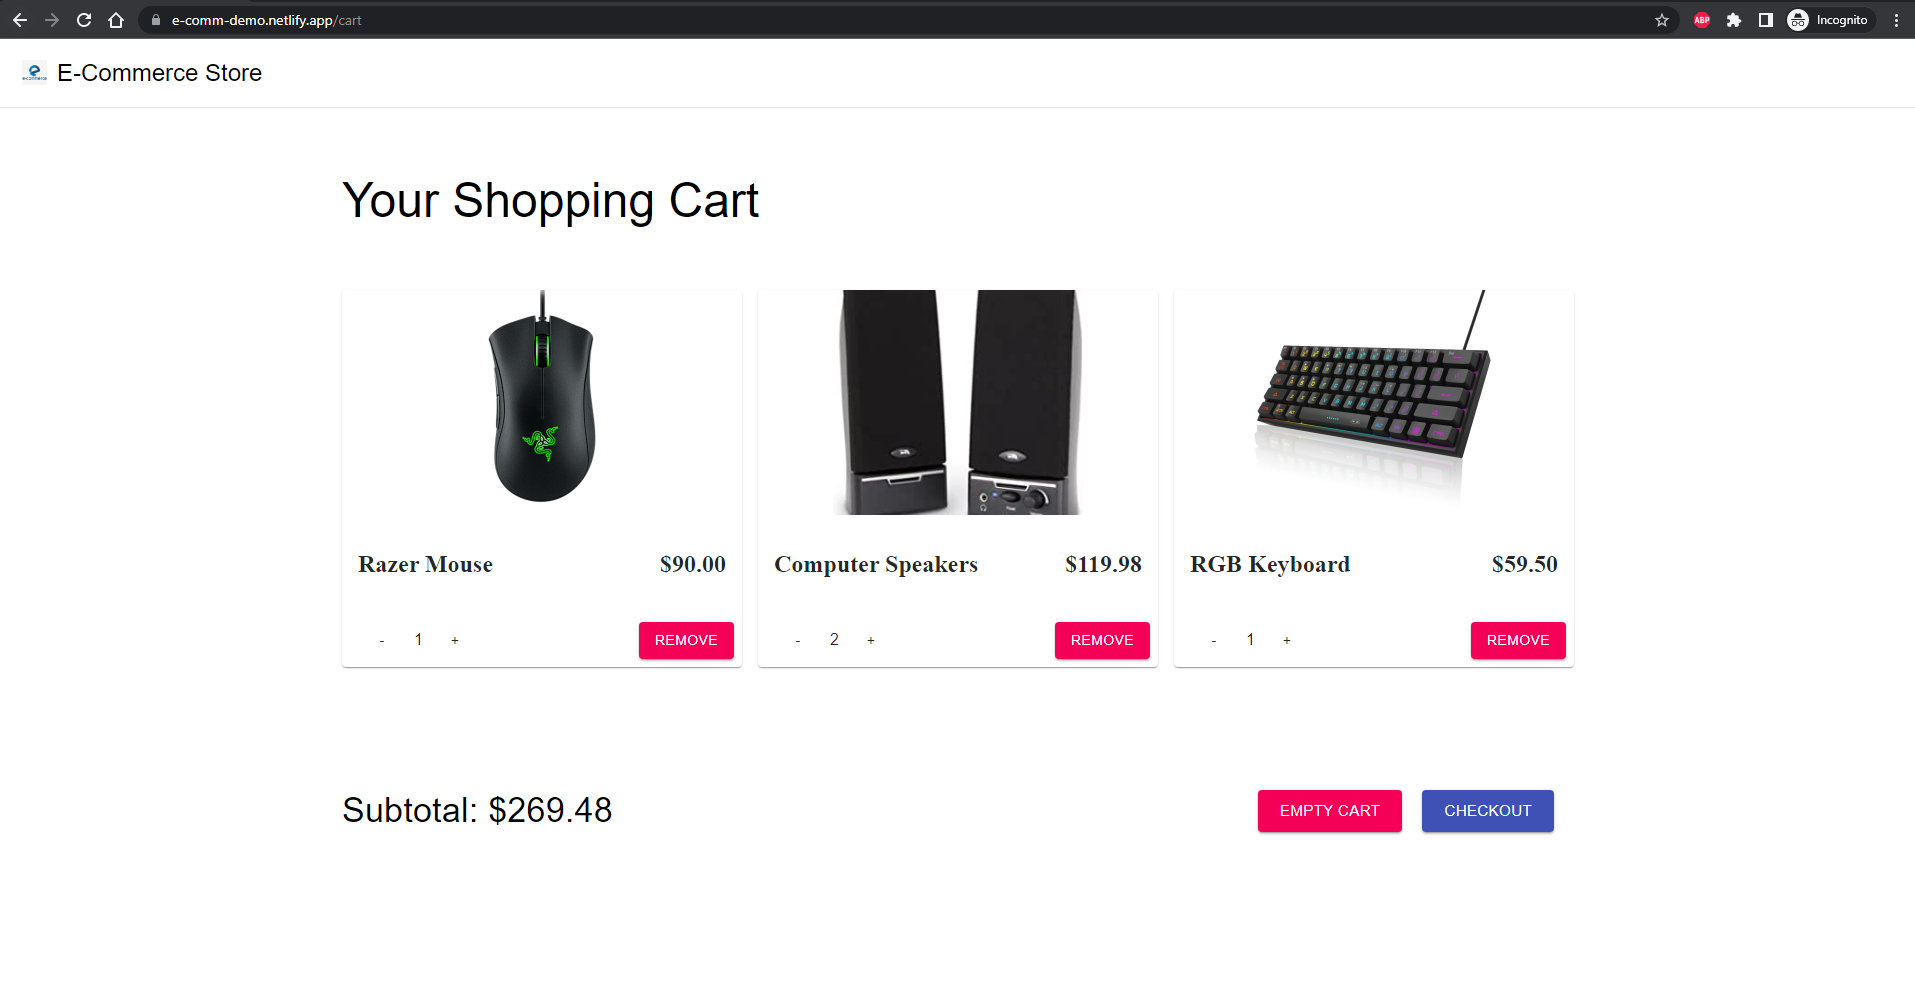 e-comm-demo.netlify.app/cart
ABP
Incognito
e-commerce
E-Commerce Store
Your Shopping Cart
Razer Mouse $90.00
- 1 + REMOVE
Computer Speakers $119.98
- 2 + REMOVE
RGB Keyboard $59.50
- 1 + REMOVE
Subtotal: $269.48
EMPTY CART
CHECKOUT